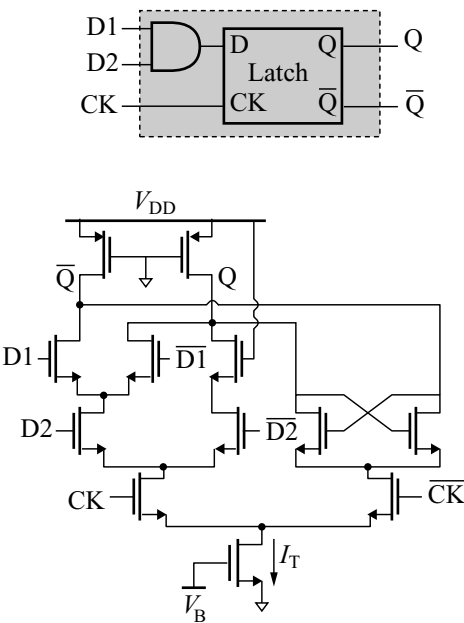 D1
D2
CK
D
Q
Latch
CK
Q̅
Q
Q̅
V_DD
Q̅
Q
D1
D̅1̅
D2
D̅2̅
CK
C̅K̅
I_T
V_B